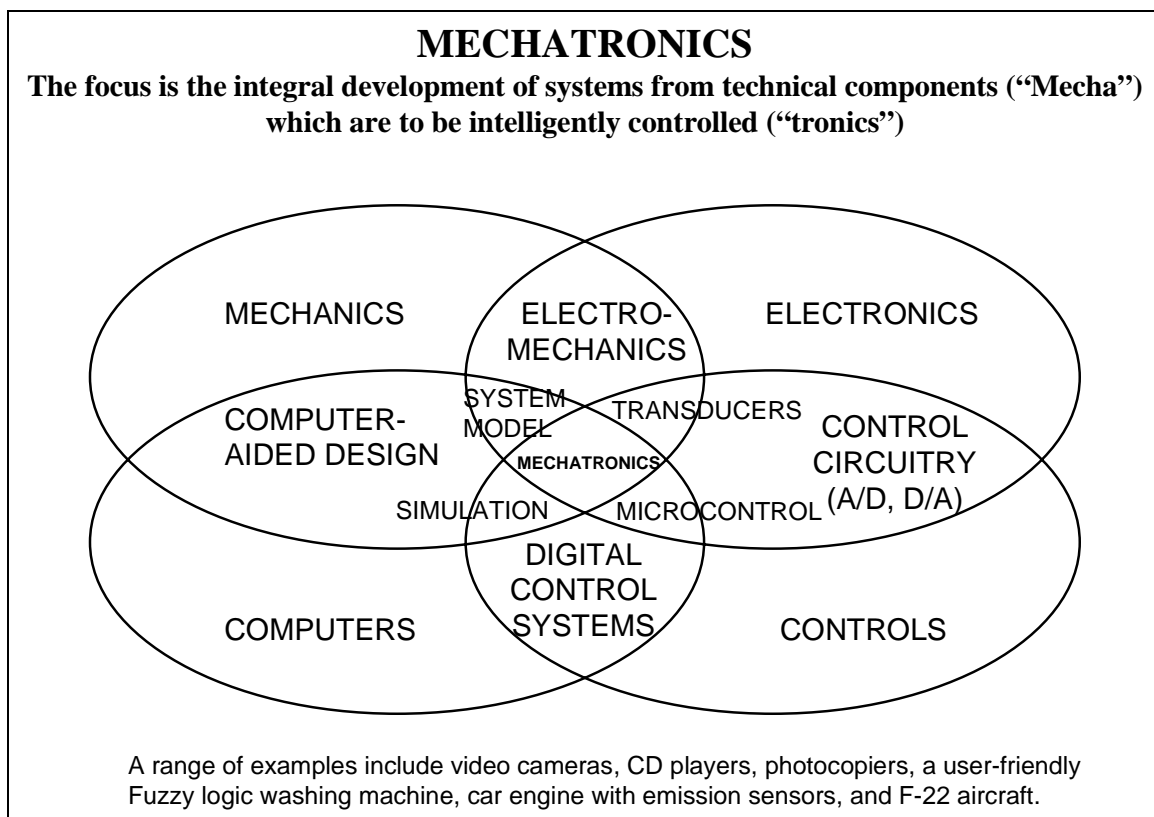 MECHATRONICS
The focus is the integral development of systems from technical components (“Mecha”)
which are to be intelligently controlled (“tronics”)
MECHANICS
ELECTRO-
MECHANICS
ELECTRONICS
COMPUTER-
AIDED DESIGN
SYSTEM
MODEL
TRANSDUCERS
CONTROL
CIRCUITRY
(A/D, D/A)
MECHATRONICS
SIMULATION
MICROCONTROL
DIGITAL
CONTROL
SYSTEMS
COMPUTERS
CONTROLS
A range of examples include video cameras, CD players, photocopiers, a user-friendly
Fuzzy logic washing machine, car engine with emission sensors, and F-22 aircraft.